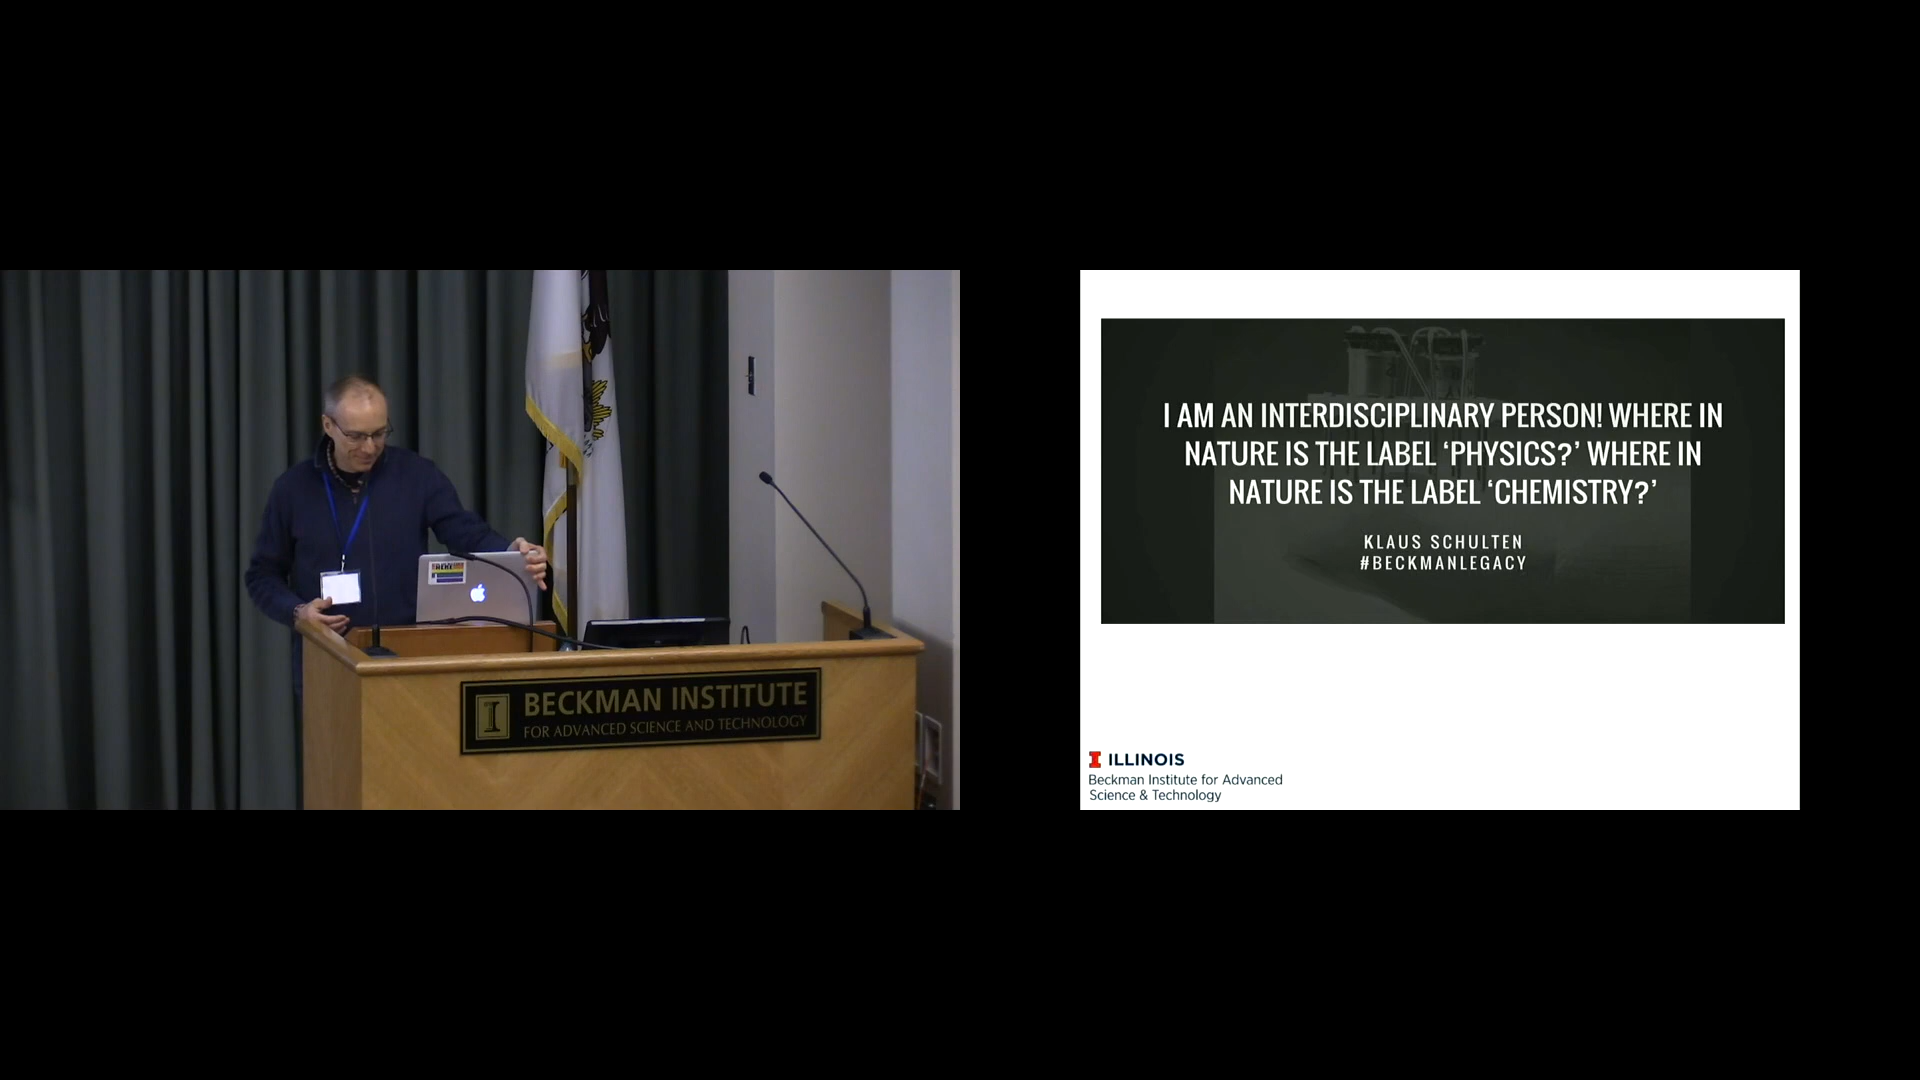 BECKMAN INSTITUTE
FOR ADVANCED SCIENCE AND TECHNOLOGY
I AM AN INTERDISCIPLINARY PERSON! WHERE IN
NATURE IS THE LABEL ‘PHYSICS?’ WHERE IN
NATURE IS THE LABEL ‘CHEMISTRY?’
KLAUS SCHULTEN
#BECKMANLEGACY
I ILLINOIS
Beckman Institute for Advanced
Science & Technology